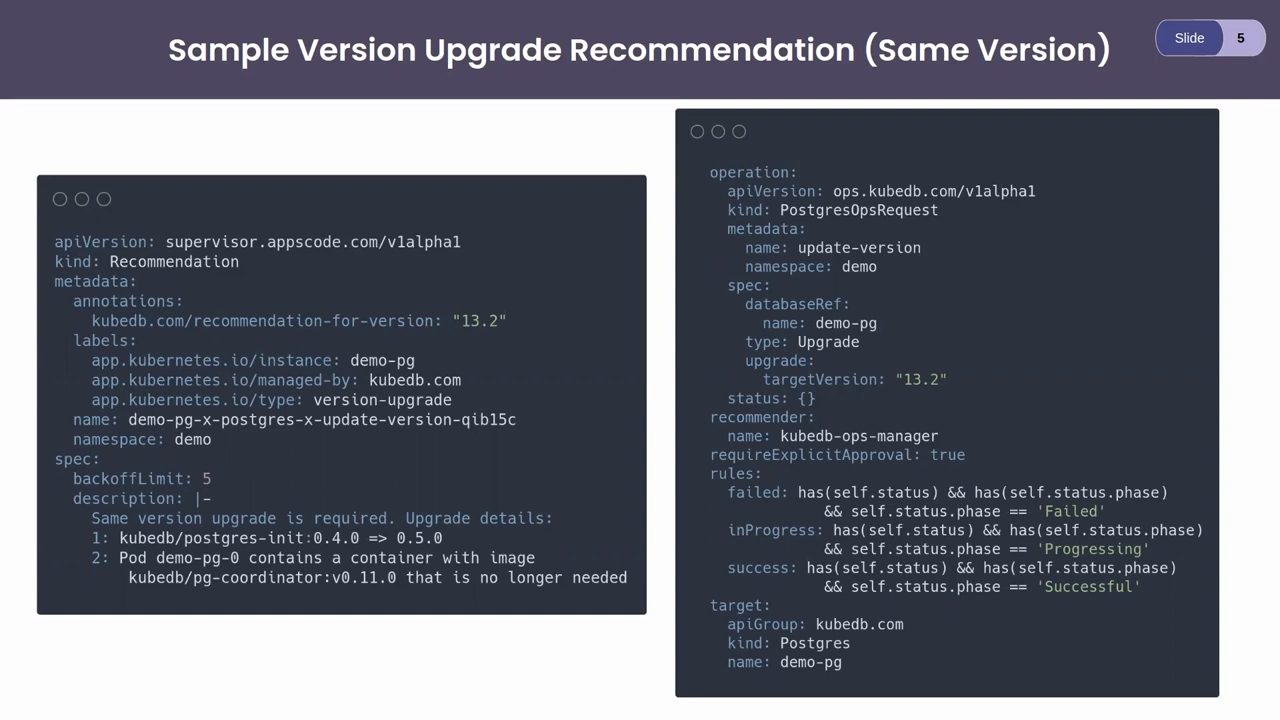 Sample Version Upgrade Recommendation (Same Version)
Slide 5
apiVersion: supervisor.appscode.com/v1alpha1
kind: Recommendation
metadata:
  annotations:
    kubedb.com/recommendation-for-version: "13.2"
  labels:
    app.kubernetes.io/instance: demo-pg
    app.kubernetes.io/managed-by: kubedb.com
    app.kubernetes.io/type: version-upgrade
  name: demo-pg-x-postgres-x-update-version-qib15c
  namespace: demo
spec:
  backoffLimit: 5
  description: |-
    Same version upgrade is required. Upgrade details:
    1: kubedb/postgres-init:0.4.0 => 0.5.0
    2: Pod demo-pg-0 contains a container with image
        kubedb/pg-coordinator:v0.11.0 that is no longer needed
operation:
  apiVersion: ops.kubedb.com/v1alpha1
  kind: PostgresOpsRequest
  metadata:
    name: update-version
    namespace: demo
  spec:
    databaseRef:
      name: demo-pg
    type: Upgrade
    upgrade:
      targetVersion: "13.2"
  status: {}
recommender:
  name: kubedb-ops-manager
requireExplicitApproval: true
rules:
  failed: has(self.status) && has(self.status.phase)
             && self.status.phase == 'Failed'
  inProgress: has(self.status) && has(self.status.phase)
             && self.status.phase == 'Progressing'
  success: has(self.status) && has(self.status.phase)
             && self.status.phase == 'Successful'
target:
  apiGroup: kubedb.com
  kind: Postgres
  name: demo-pg